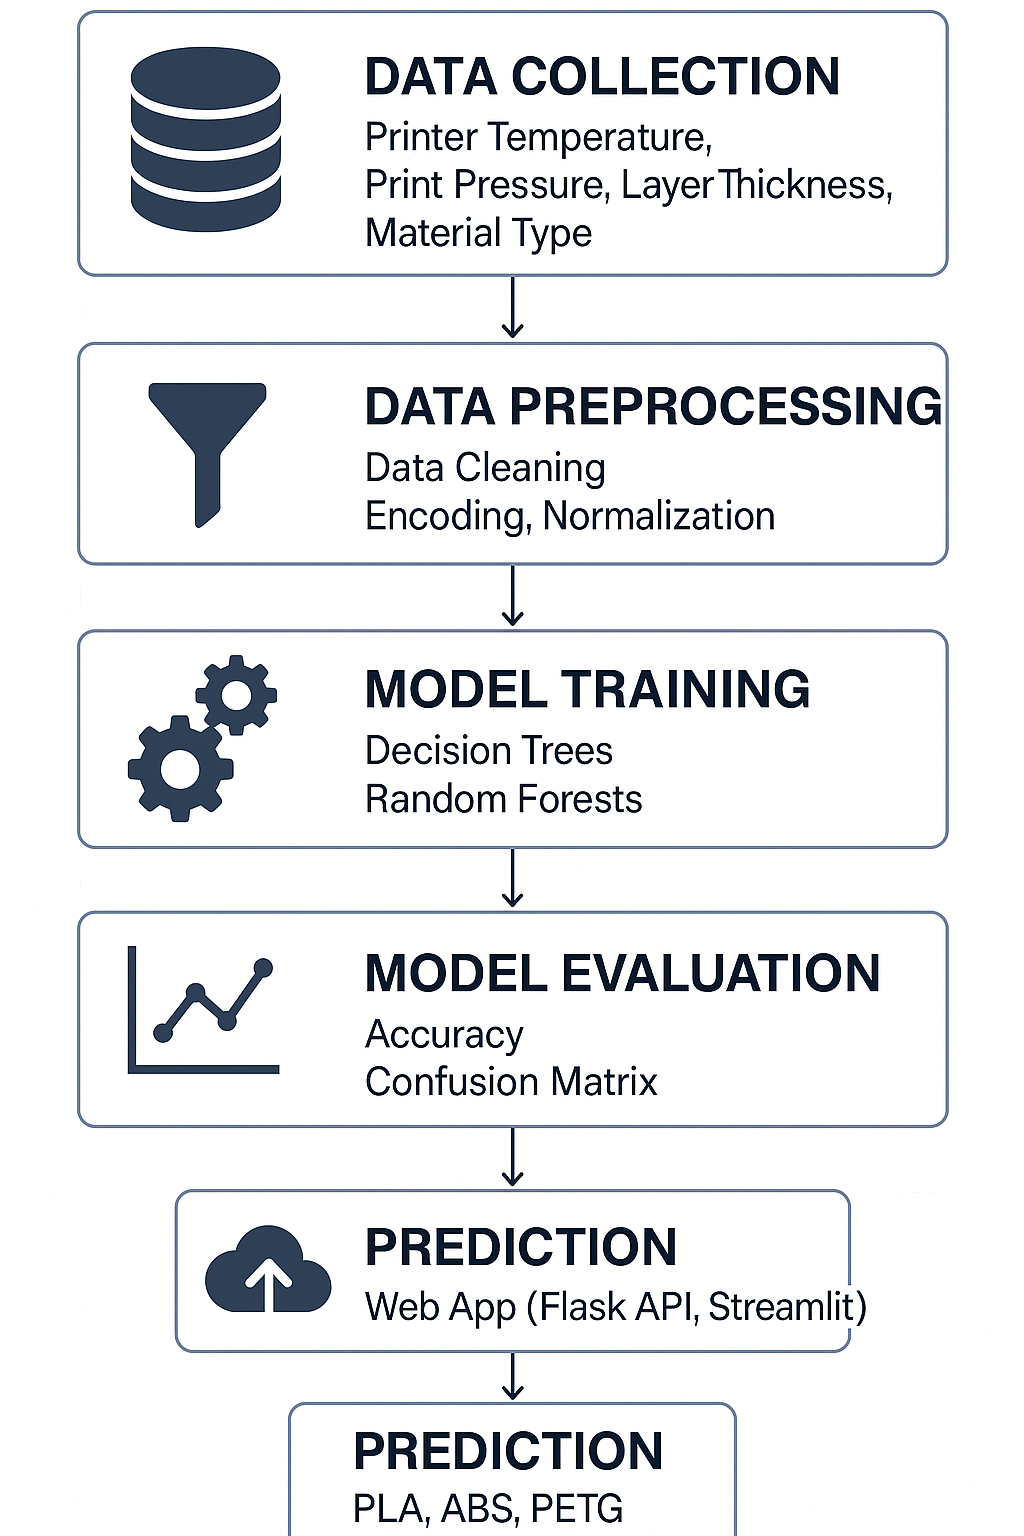 DATA COLLECTION
Printer Temperature,
Print Pressure, Layer Thickness,
Material Type
DATA PREPROCESSING
Data Cleaning
Encoding, Normalization
MODEL TRAINING
Decision Trees
Random Forests
MODEL EVALUATION
Accuracy
Confusion Matrix
PREDICTION
Web App (Flask API, Streamlit)
PREDICTION
PLA, ABS, PETG